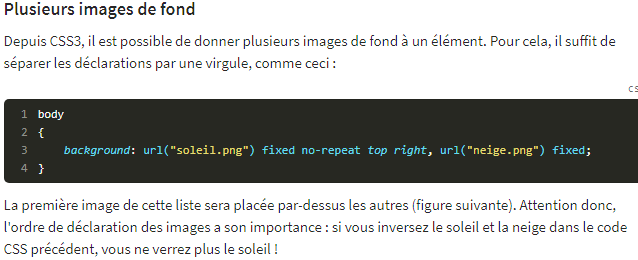 Plusieurs images de fond
Depuis CSS3, il est possible de donner plusieurs images de fond à un élément. Pour cela, il suffit de
séparer les déclarations par une virgule, comme ceci :
CS
1 body
2 {
3 background: url("soleil.png") fixed no-repeat top right, url("neige.png") fixed;
4 }
La première image de cette liste sera placée par-dessus les autres (figure suivante). Attention donc,
l'ordre de déclaration des images a son importance : si vous inversez le soleil et la neige dans le code
CSS précédent, vous ne verrez plus le soleil !